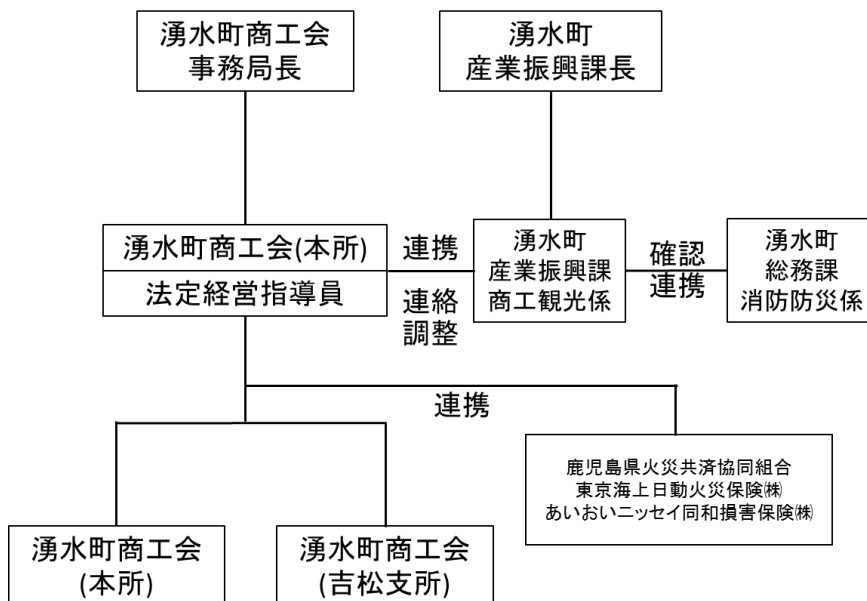 湧水町商工会
事務局長
湧水町
産業振興課長
湧水町商工会(本所)
法定経営指導員
連携
連絡
調整
湧水町
産業振興課
商工観光係
確認
連携
湧水町
総務課
消防防災係
連携
鹿児島県火災共済協同組合
東京海上日動火災保険㈱
あいおいニッセイ同和損害保険㈱
湧水町商工会
(本所)
湧水町商工会
(吉松支所)